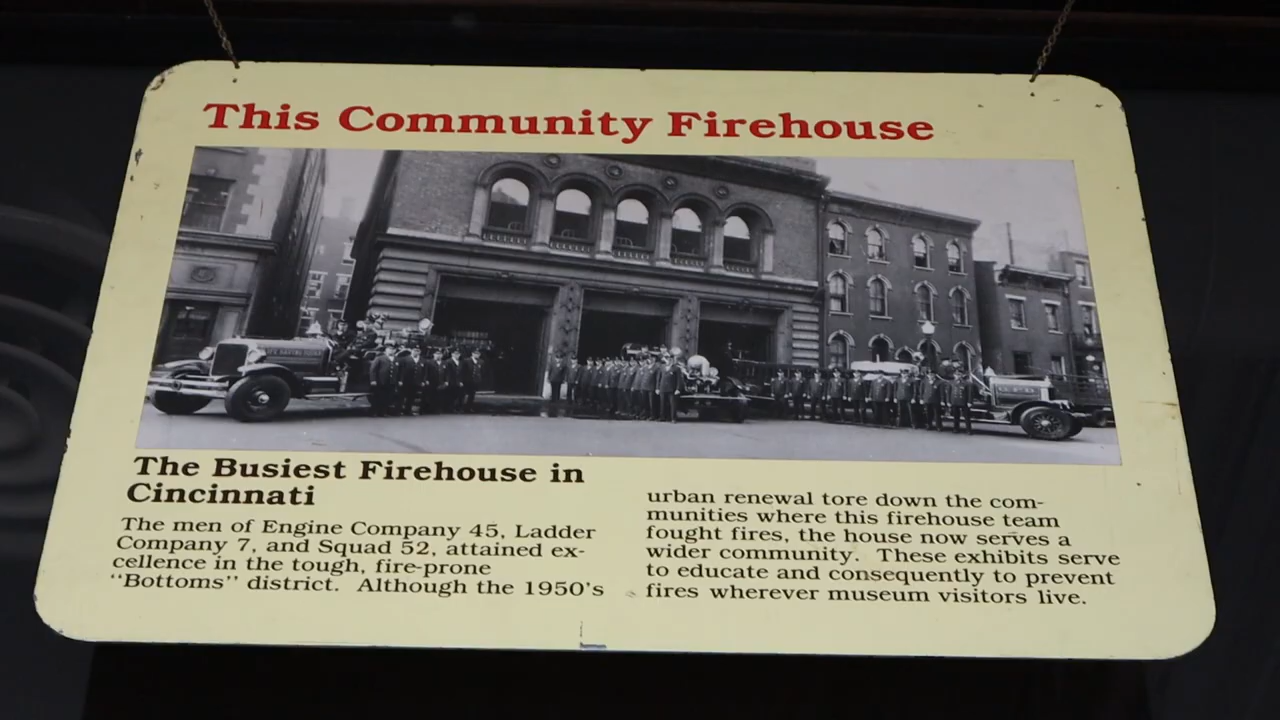 This Community Firehouse
The Busiest Firehouse in
Cincinnati
The men of Engine Company 45, Ladder
Company 7, and Squad 52, attained ex-
cellence in the tough, fire-prone
"Bottoms" district. Although the 1950's
urban renewal tore down the com-
munities where this firehouse team
fought fires, the house now serves a
wider community. These exhibits serve
to educate and consequently to prevent
fires wherever museum visitors live.